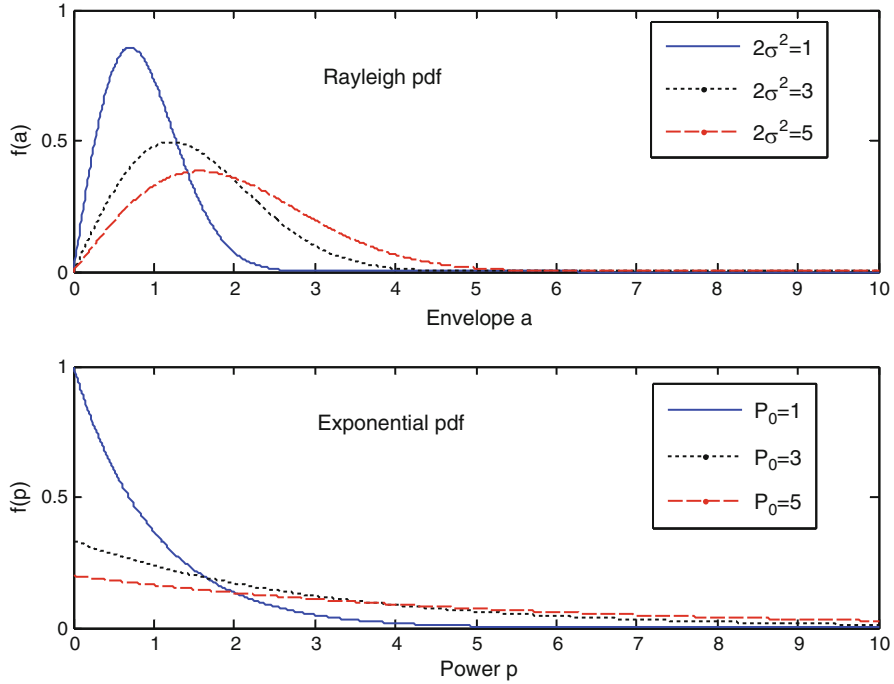 1
0.5
0
f(a)
Rayleigh pdf
2σ²=1
2σ²=3
2σ²=5
0 1 2 3 4 5 6 7 8 9 10
Envelope a
1
0.5
0
f(p)
Exponential pdf
P₀=1
P₀=3
P₀=5
0 1 2 3 4 5 6 7 8 9 10
Power p